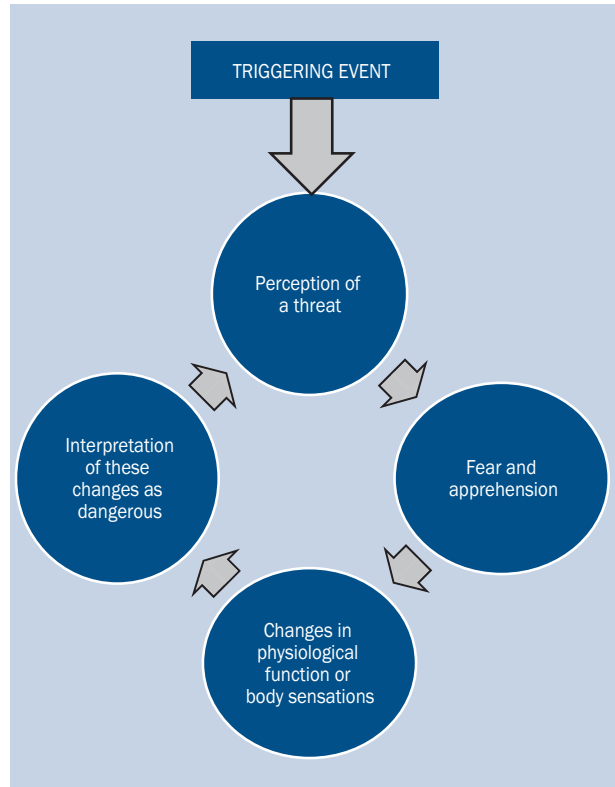 TRIGGERING EVENT
Perception of
a threat
Fear and
apprehension
Changes in
physiological
function or
body sensations
Interpretation
of these
changes as
dangerous